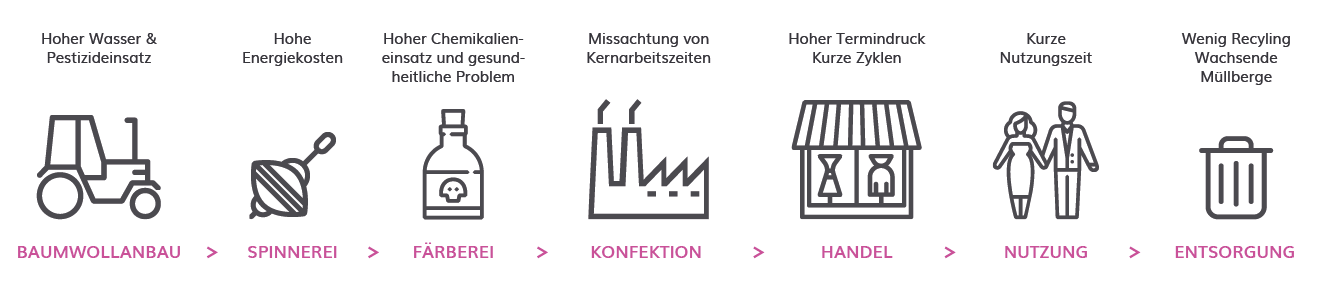 Hoher Wasser &
Pestizideinsatz
Hohe
Energiekosten
Hoher Chemikalien-
einsatz und gesund-
heitliche Problem
Missachtung von
Kernarbeitszeiten
Hoher Termindruck
Kurze Zyklen
Kurze
Nutzungszeit
Wenig Recyling
Wachsende
Müllberge
BAUMWOLLANBAU > SPINNEREI > FÄRBEREI > KONFEKTION > HANDEL > NUTZUNG > ENTSORGUNG